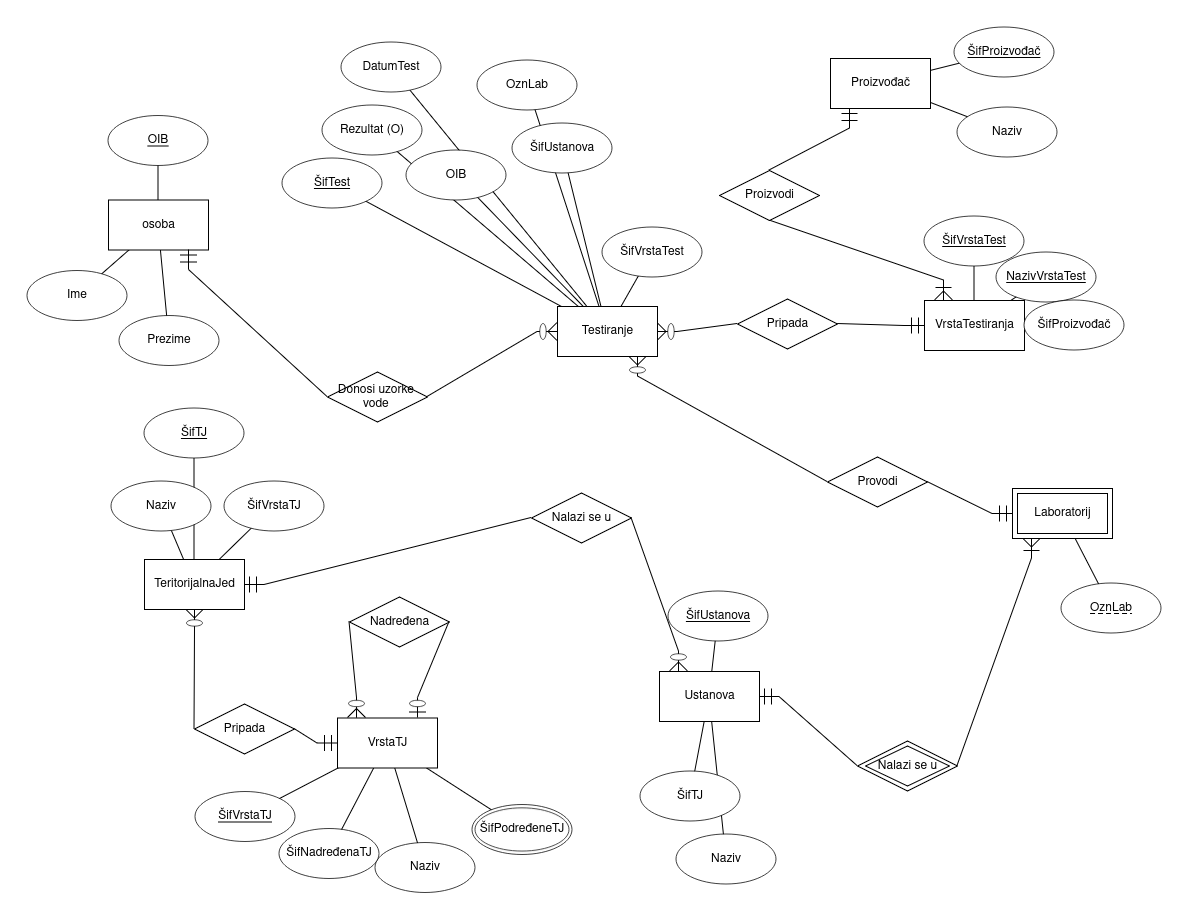 ŠifProizvođač
DatumTest
OznLab
Proizvođač
Rezultat (O)
Naziv
OIB
ŠifUstanova
ŠifTest
OIB
Proizvodi
osoba
ŠifVrstaTest
ŠifVrstaTest
NazivVrstaTest
Ime
Prezime
Testiranje
Pripada
VrstaTestiranja
ŠifProizvođač
Donosi uzorke
vode
ŠifTJ
Provodi
Naziv
ŠifVrstaTJ
Nalazi se u
Laboratorij
TeritorijalnaJed
OznLab
Nadređena
ŠifUstanova
Ustanova
Pripada
VrstaTJ
Nalazi se u
ŠifTJ
ŠifVrstaTJ
ŠifPodređeneTJ
ŠifNadređenaTJ
Naziv
Naziv